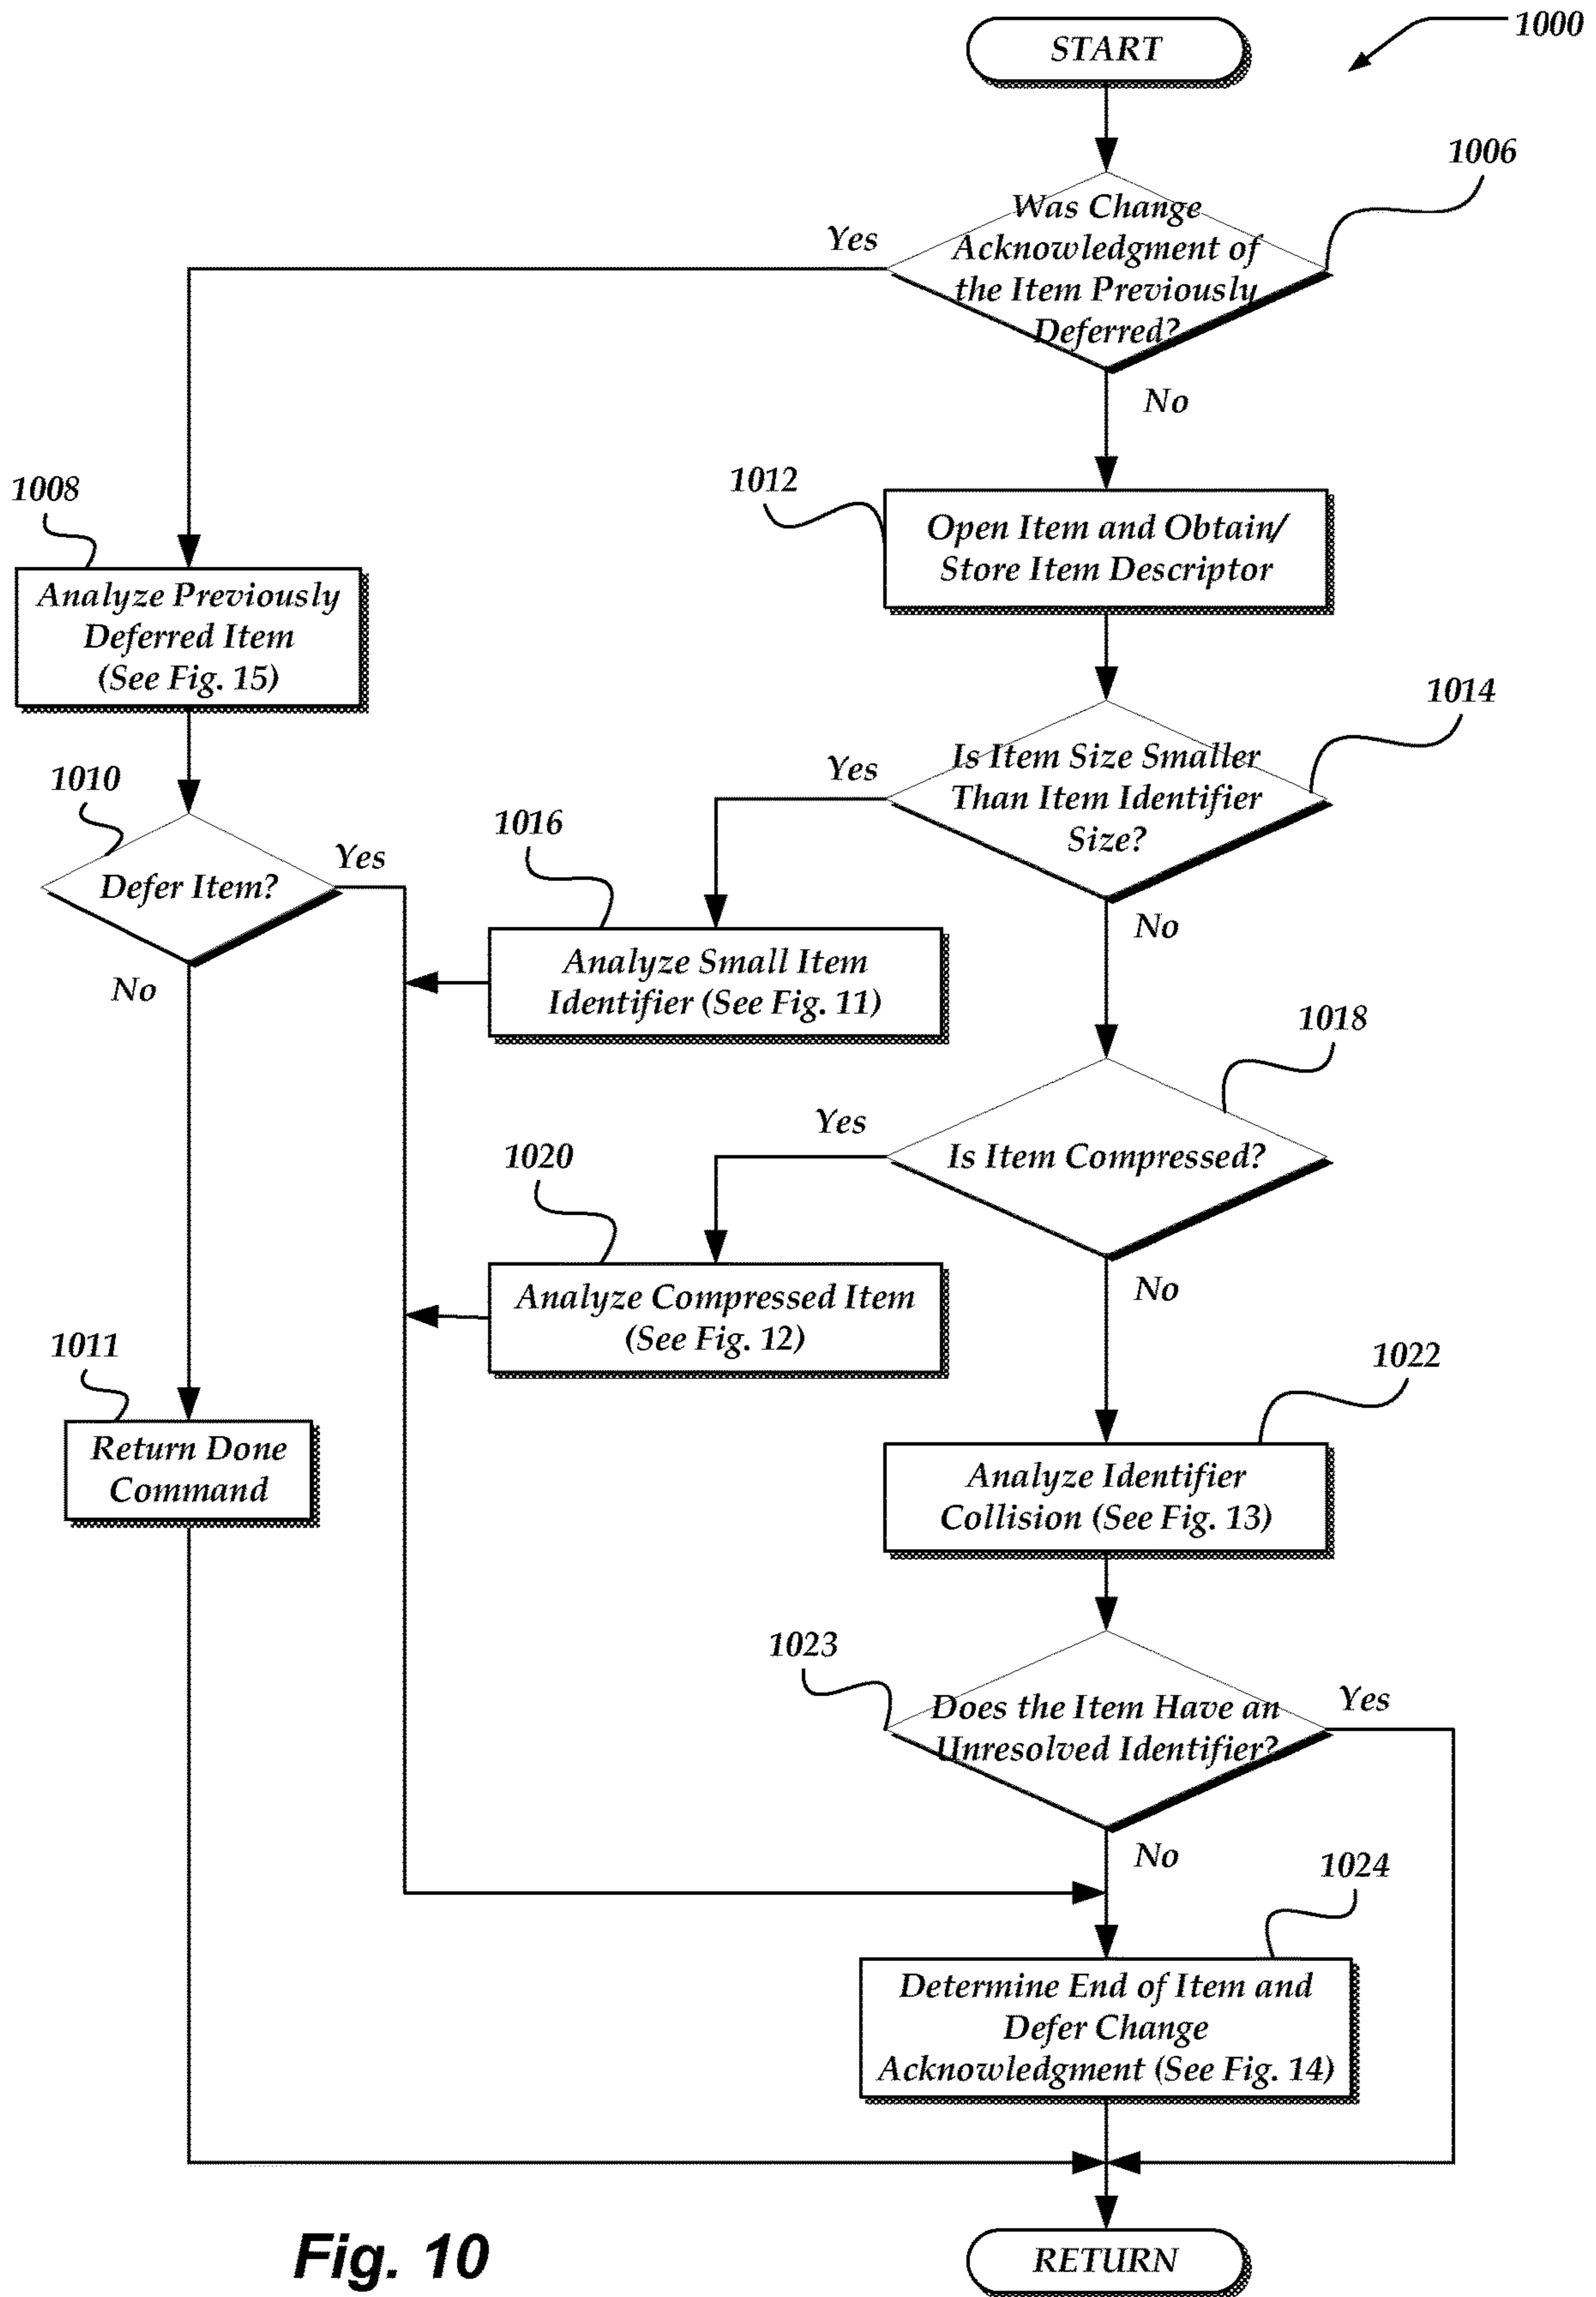 START
1000
1006
Was Change
Acknowledgment of
the Item Previously
Deferred?
Yes
No
1008
Analyze Previously
Deferred Item
(See Fig. 15)
1012
Open Item and Obtain/
Store Item Descriptor
1014
Is Item Size Smaller
Than Item Identifier
Size?
Yes
No
1010
Defer Item?
Yes
No
1016
Analyze Small Item
Identifier (See Fig. 11)
1018
Is Item Compressed?
Yes
No
1020
Analyze Compressed Item
(See Fig. 12)
1011
Return Done
Command
1022
Analyze Identifier
Collision (See Fig. 13)
1023
Does the Item Have an
Unresolved Identifier?
Yes
No
1024
Determine End of Item and
Defer Change
Acknowledgment (See Fig. 14)
RETURN
Fig. 10